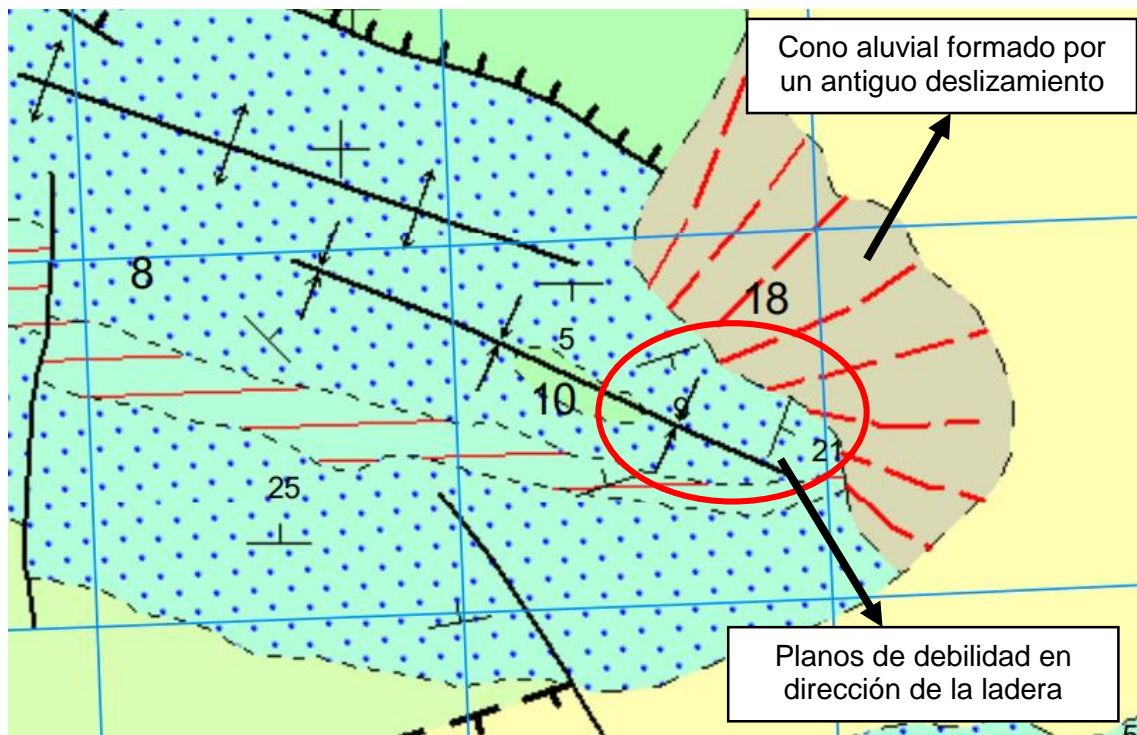 Cono aluvial formado por
un antiguo deslizamiento
8
18
5
10
9
21
25
Planos de debilidad en
dirección de la ladera